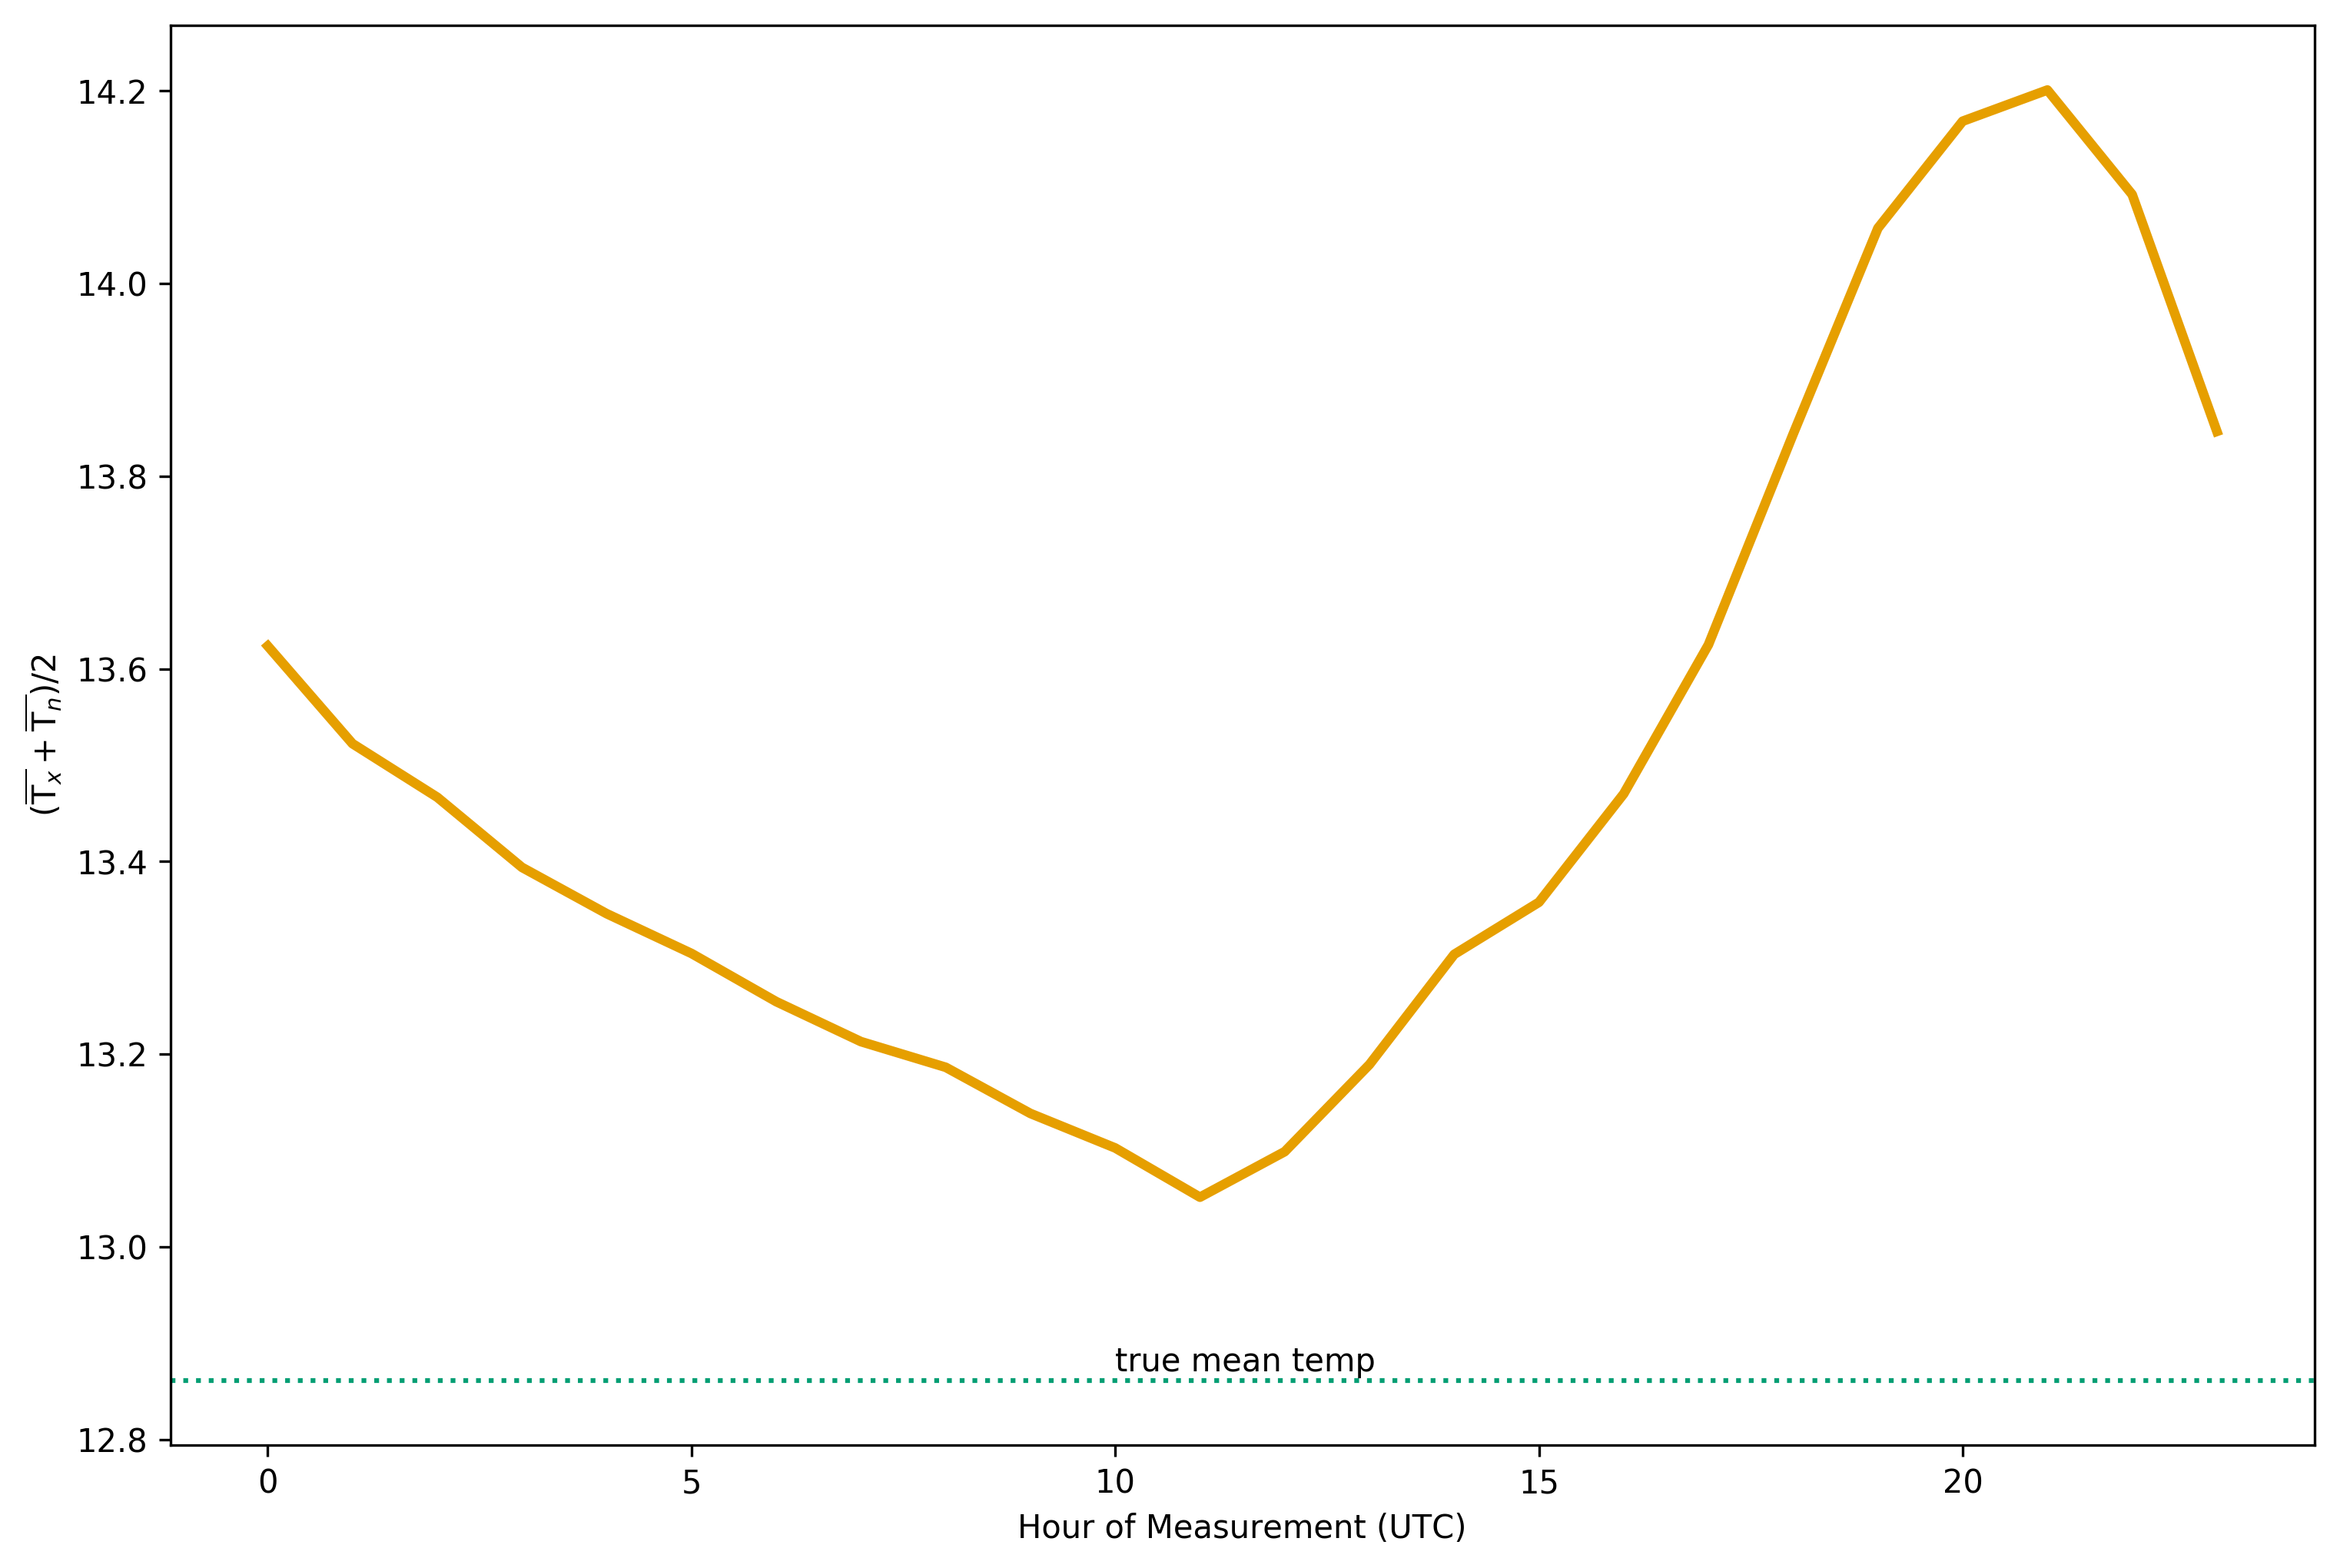 14.2
14.0
13.8
13.6
13.4
13.2
13.0
12.8
(T̅ₓ + T̅ₙ)/2
true mean temp
0 5 10 15 20
Hour of Measurement (UTC)